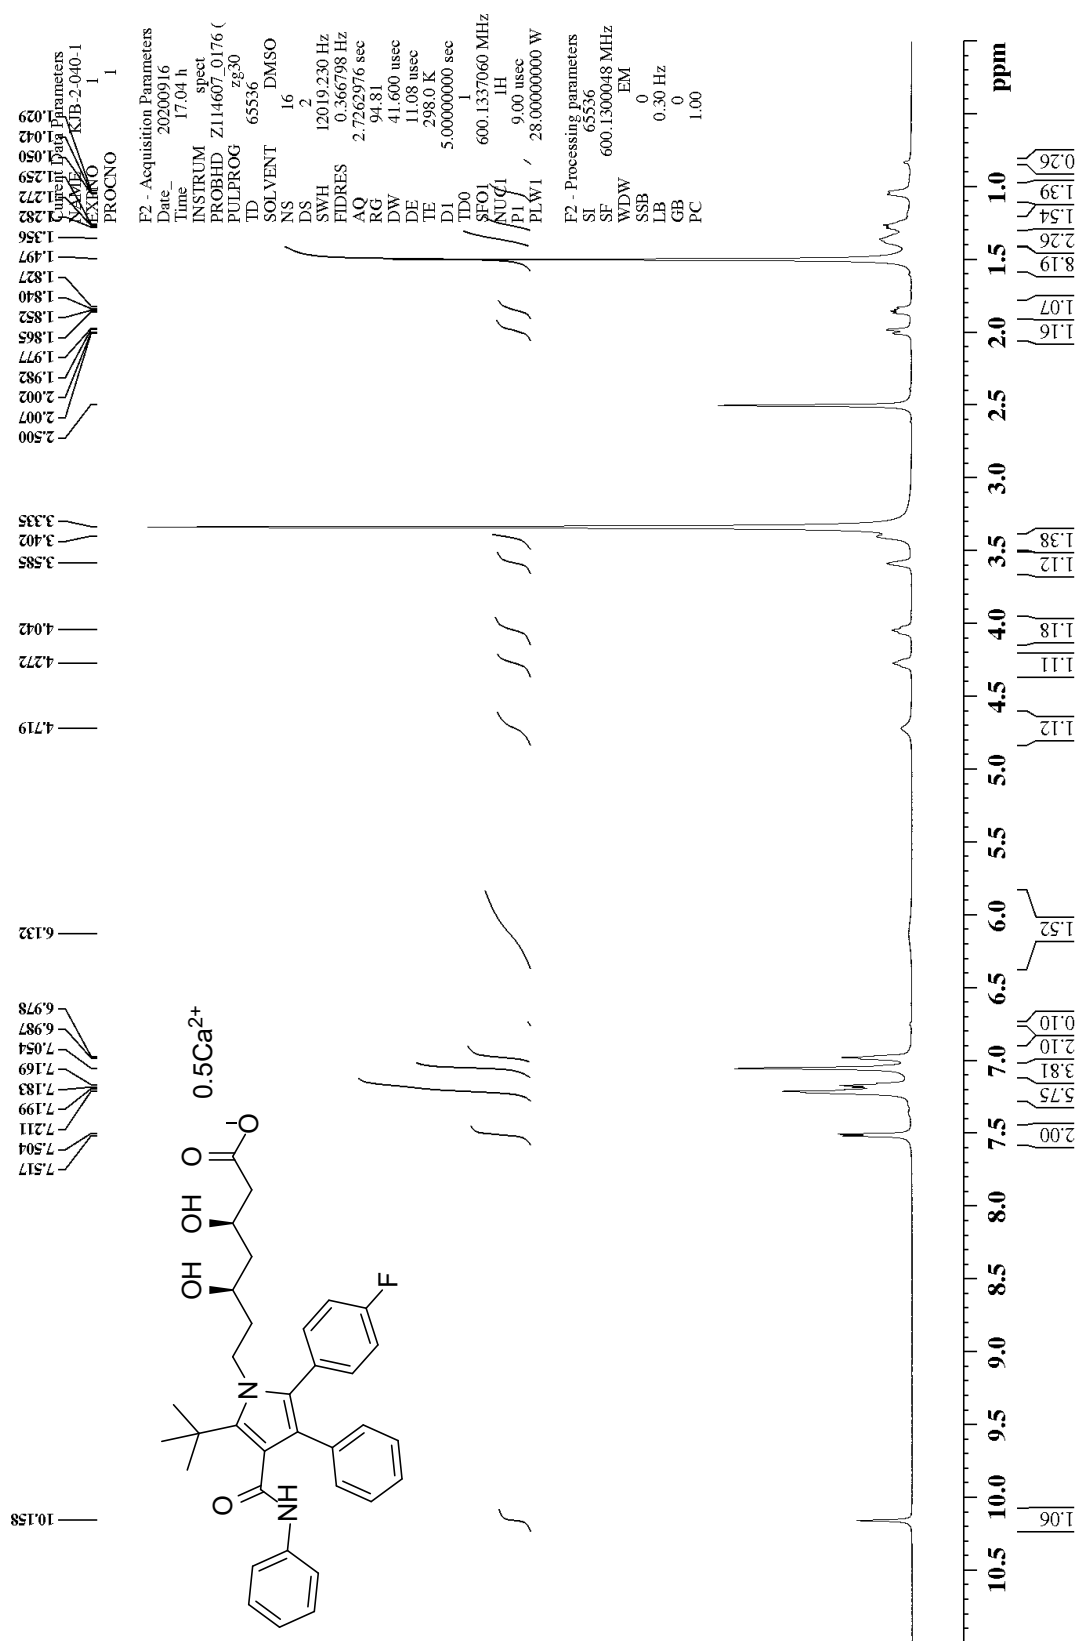 Current Data Parameters
NAME KJB-2-040-1
EXPNO 1
PROCNO 1
F2 - Acquisition Parameters
Date_ 20200916
Time 17.04 h
INSTRUM spect
PROBHD Z114607_0176 (
PULPROG zg30
TD 65536
SOLVENT DMSO
NS 16
DS 2
SWH 12019.230 Hz
FIDRES 0.366798 Hz
AQ 2.7262976 sec
RG 94.81
DW 41.600 usec
DE 11.08 usec
TE 298.0 K
D1 5.00000000 sec
TD0 1
SFO1 600.1337060 MHz
NUC1 1H
P1 9.00 usec
PLW1 28.00000000 W
F2 - Processing parameters
SI 65536
SF 600.1300048 MHz
WDW EM
SSB 0
LB 0.30 Hz
GB 0
PC 1.00
10.158
7.517
7.504
7.211
7.199
7.183
7.169
7.054
6.987
6.978
6.132
4.719
4.272
4.042
3.585
3.402
3.335
2.500
2.007
2.002
1.982
1.977
1.865
1.852
1.840
1.827
1.497
1.356
1.282
1.272
1.259
1.050
1.042
1.029
O
NH
N
OH
OH
O
O-
0.5Ca2+
F
10.5 10.0 9.5 9.0 8.5 8.0 7.5 7.0 6.5 6.0 5.5 5.0 4.5 4.0 3.5 3.0 2.5 2.0 1.5 1.0 ppm
1.06
2.00
5.75
3.81
2.10
0.10
1.52
1.12
1.11
1.18
1.12
1.38
1.16
1.07
8.19
2.26
1.54
1.39
0.26